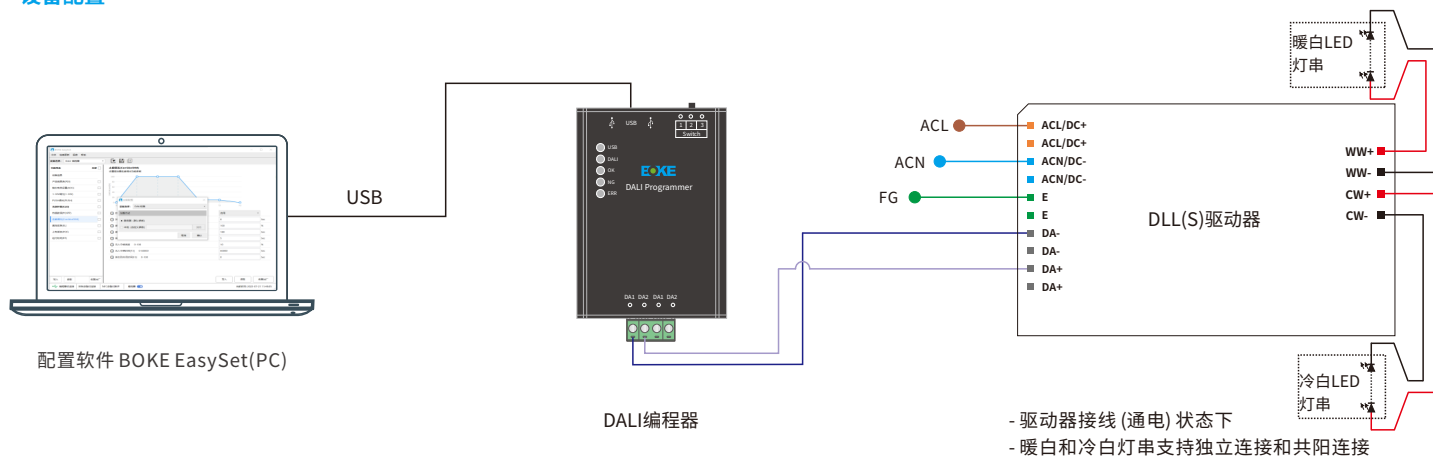 设备配置
暖白LED
灯串
USB
1 2 3
Switch
USB
DALI
OK
NG
ERR
BOKE
DALI Programmer
DA1 DA2 DA1 DA2
USB
ACL
ACN
FG
ACL/DC+
ACL/DC+
ACN/DC-
ACN/DC-
E
E
DA-
DA-
DA+
DA+
DLL(S)驱动器
WW+
WW-
CW+
CW-
配置软件 BOKE EasySet(PC)
DALI编程器
冷白LED
灯串
- 驱动器接线 (通电) 状态下
- 暖白和冷白灯串支持独立连接和共阳连接